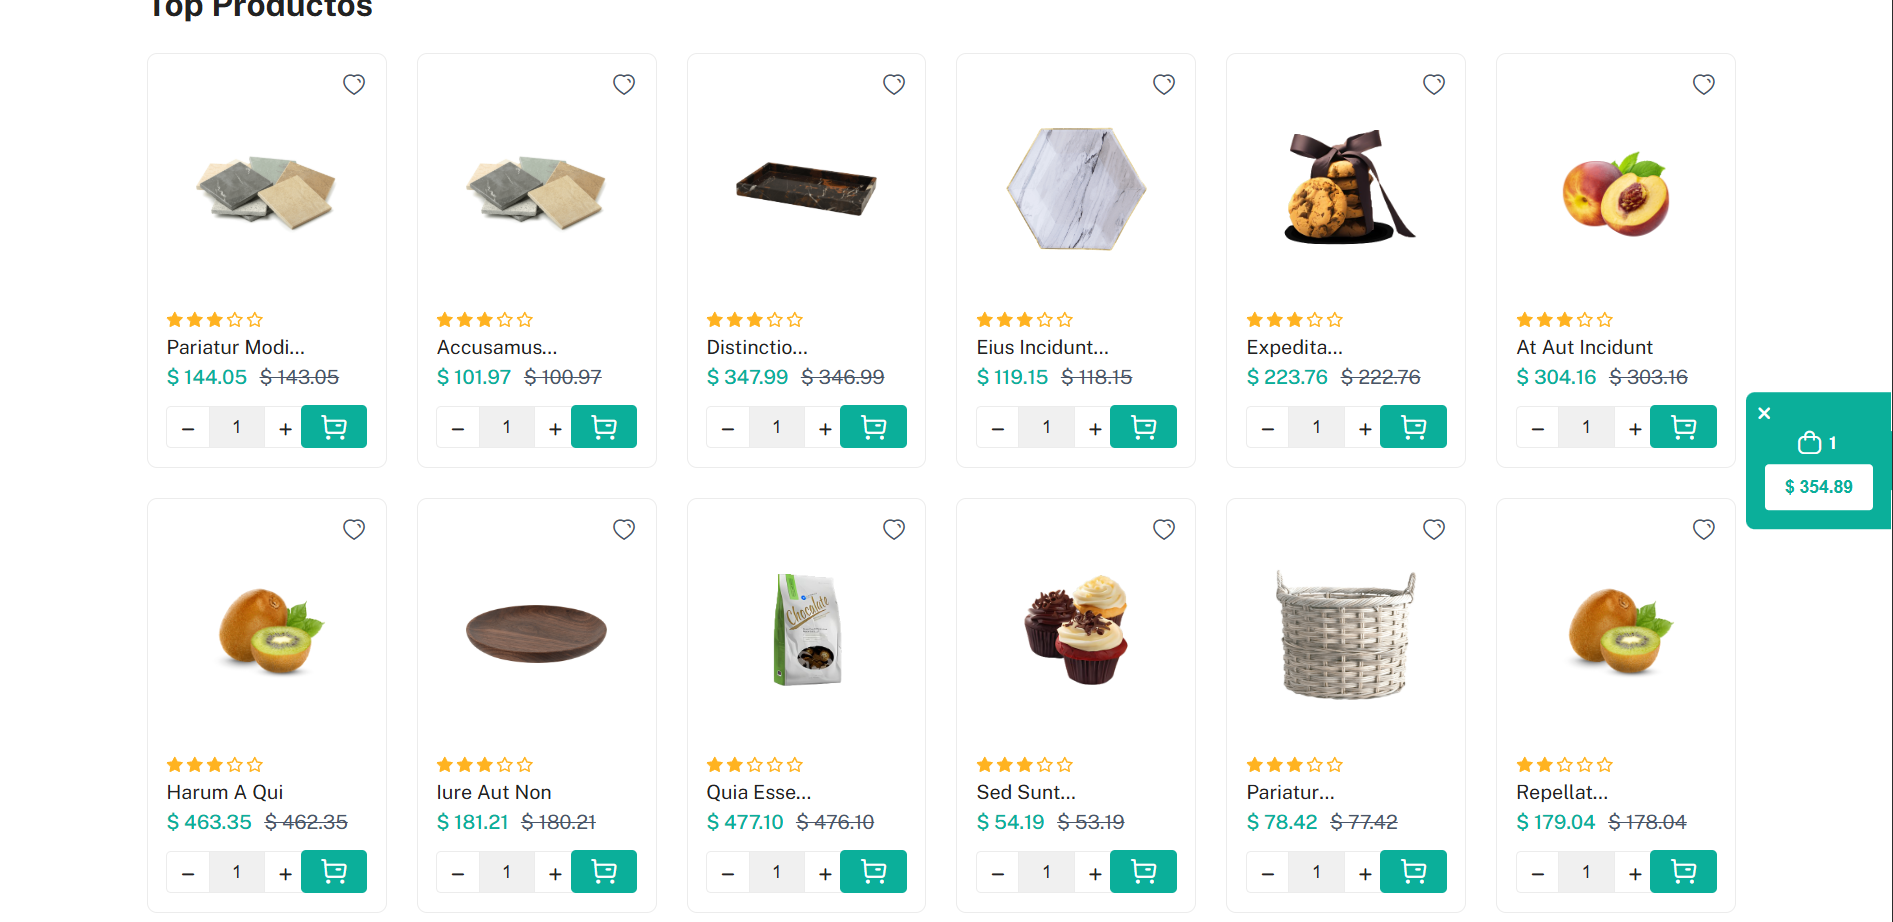 Top Productos
Pariatur Modi...
$ 144.05 $ 143.05
− 1 +
Accusamus...
$ 101.97 $ 100.97
− 1 +
Distinctio...
$ 347.99 $ 346.99
− 1 +
Eius Incidunt...
$ 119.15 $ 118.15
− 1 +
Expedita...
$ 223.76 $ 222.76
− 1 +
At Aut Incidunt
$ 304.16 $ 303.16
− 1 +
×
1
$ 354.89
Harum A Qui
$ 463.35 $ 462.35
− 1 +
Iure Aut Non
$ 181.21 $ 180.21
− 1 +
Chocolate
Quia Esse...
$ 477.10 $ 476.10
− 1 +
Sed Sunt...
$ 54.19 $ 53.19
− 1 +
Pariatur...
$ 78.42 $ 77.42
− 1 +
Repellat...
$ 179.04 $ 178.04
− 1 +